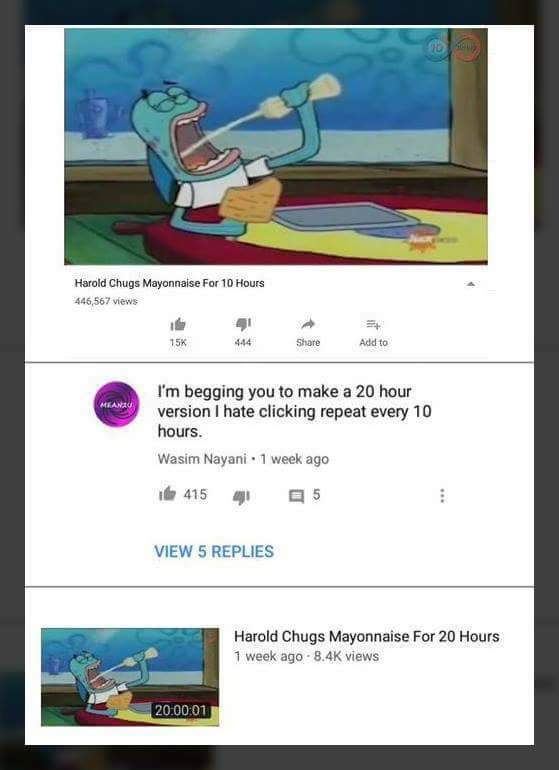 10
Harold Chugs Mayonnaise For 10 Hours
446,567 views
15K 444 Share Add to
MEANZU
I'm begging you to make a 20 hour
version I hate clicking repeat every 10
hours.
Wasim Nayani • 1 week ago
415 5
VIEW 5 REPLIES
Harold Chugs Mayonnaise For 20 Hours
1 week ago · 8.4K views
20:00:01